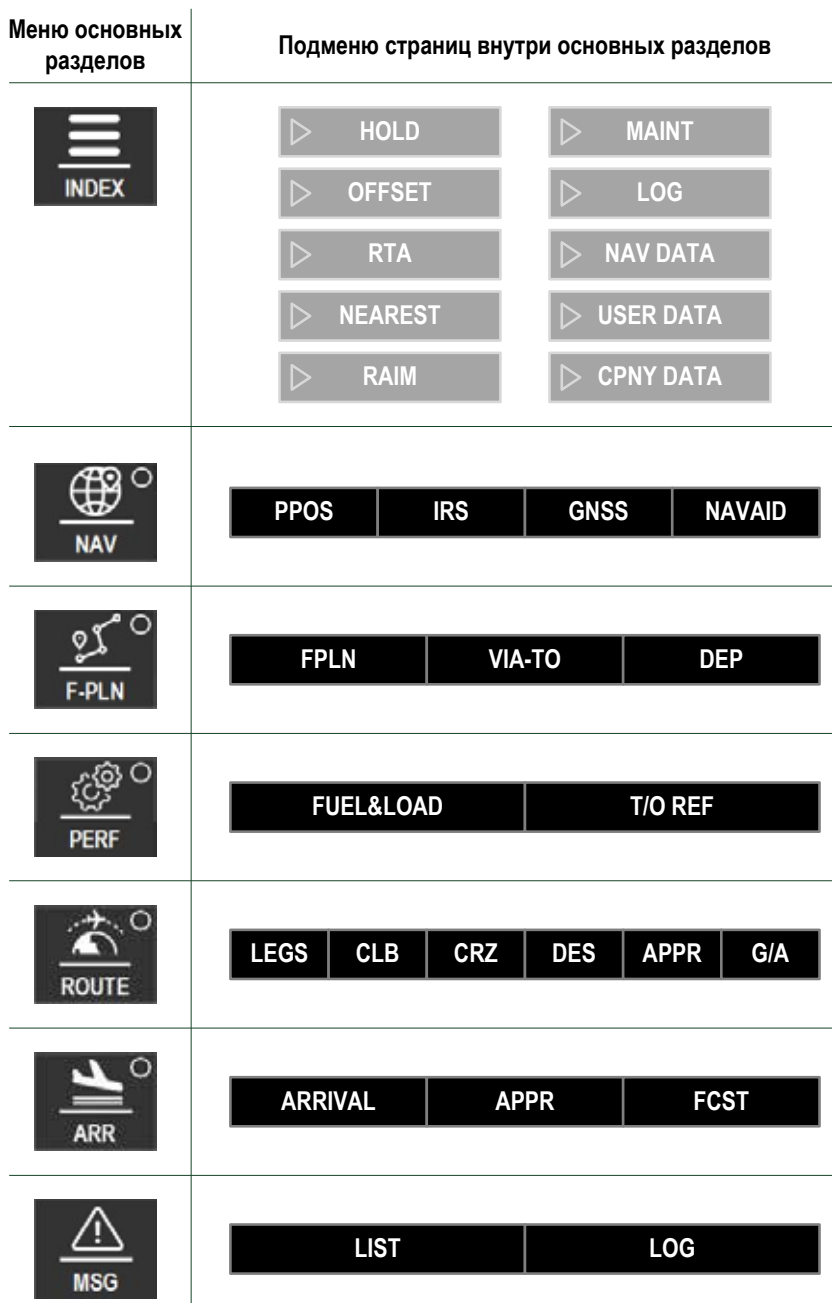 Меню основных
разделов
Подменю страниц внутри основных разделов
INDEX
HOLD
MAINT
OFFSET
LOG
RTA
NAV DATA
NEAREST
USER DATA
RAIM
CPNY DATA
NAV
PPOS IRS GNSS NAVAID
F-PLN
FPLN VIA-TO DEP
PERF
FUEL&LOAD T/O REF
ROUTE
LEGS CLB CRZ DES APPR G/A
ARR
ARRIVAL APPR FCST
MSG
LIST LOG